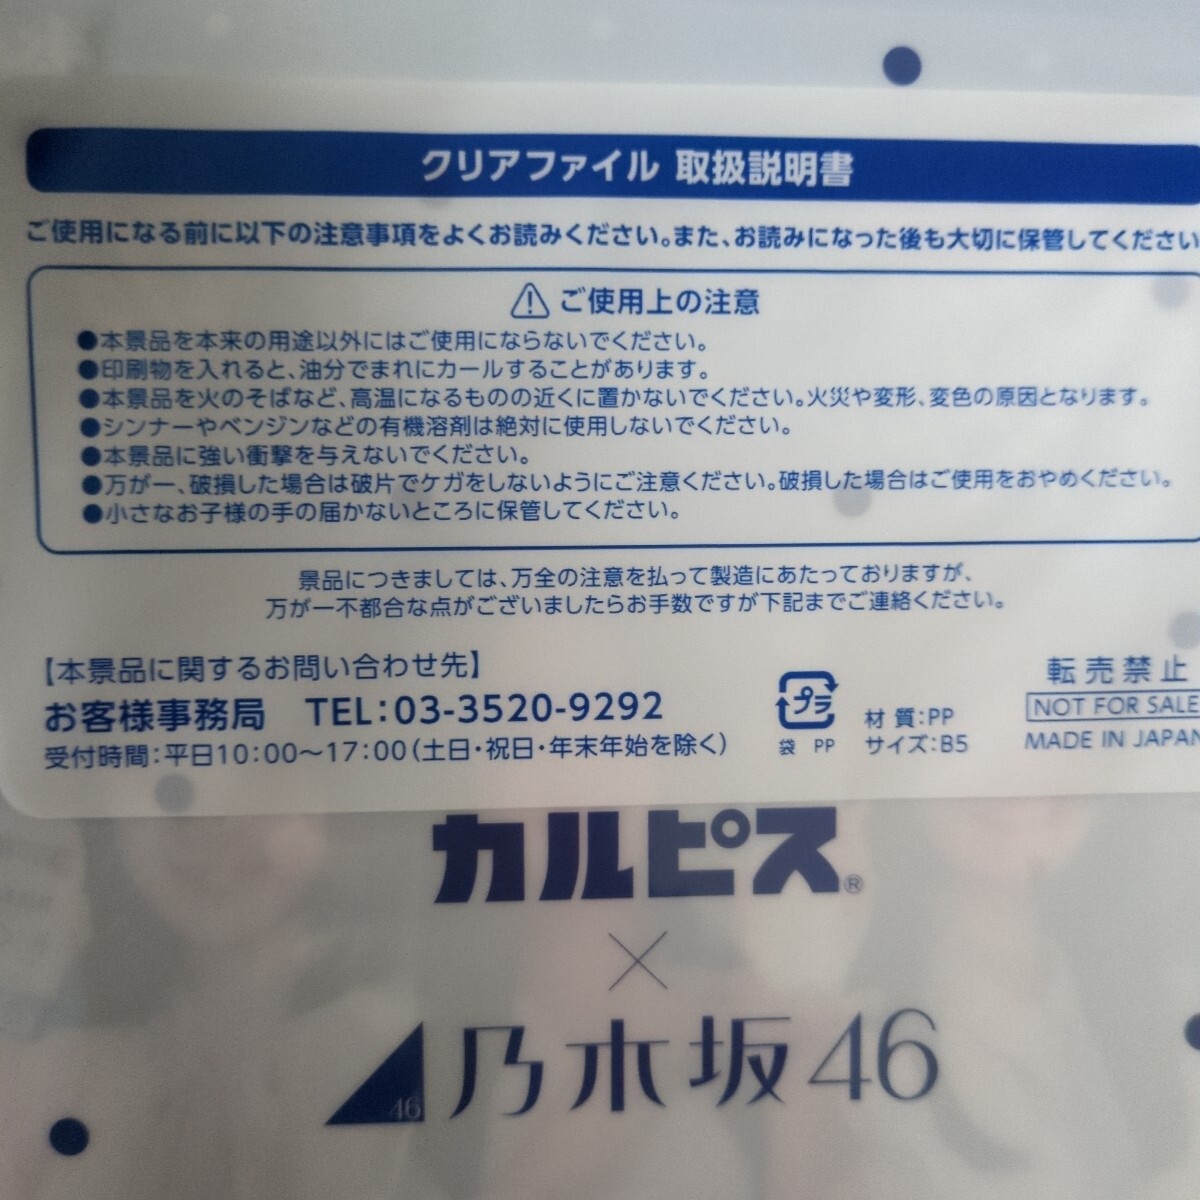 クリアファイル 取扱説明書
ご使用になる前に以下の注意事項をよくお読みください。また、お読みになった後も大切に保管してください
ご使用上の注意
●本景品を本来の用途以外にはご使用にならないでください。
●印刷物を入れると、油分でまれにカールすることがあります。
●本景品を火のそばなど、高温になるものの近くに置かないでください。火災や変形、変色の原因となります。
●シンナーやベンジンなどの有機溶剤は絶対に使用しないでください。
●本景品に強い衝撃を与えないでください。
●万が一、破損した場合は破片でケガをしないようにご注意ください。破損した場合はご使用をおやめください。
●小さなお子様の手の届かないところに保管してください。
景品につきましては、万全の注意を払って製造にあたっておりますが、
万が一不都合な点がございましたらお手数ですが下記までご連絡ください。
【本景品に関するお問い合わせ先】
お客様事務局 TEL:03-3520-9292
受付時間:平日10:00〜17:00(土日・祝日・年末年始を除く)
プラ
袋 PP
材質:PP
サイズ:B5
転売禁止
NOT FOR SALE
MADE IN JAPAN
カルピス®
×
46 乃木坂46